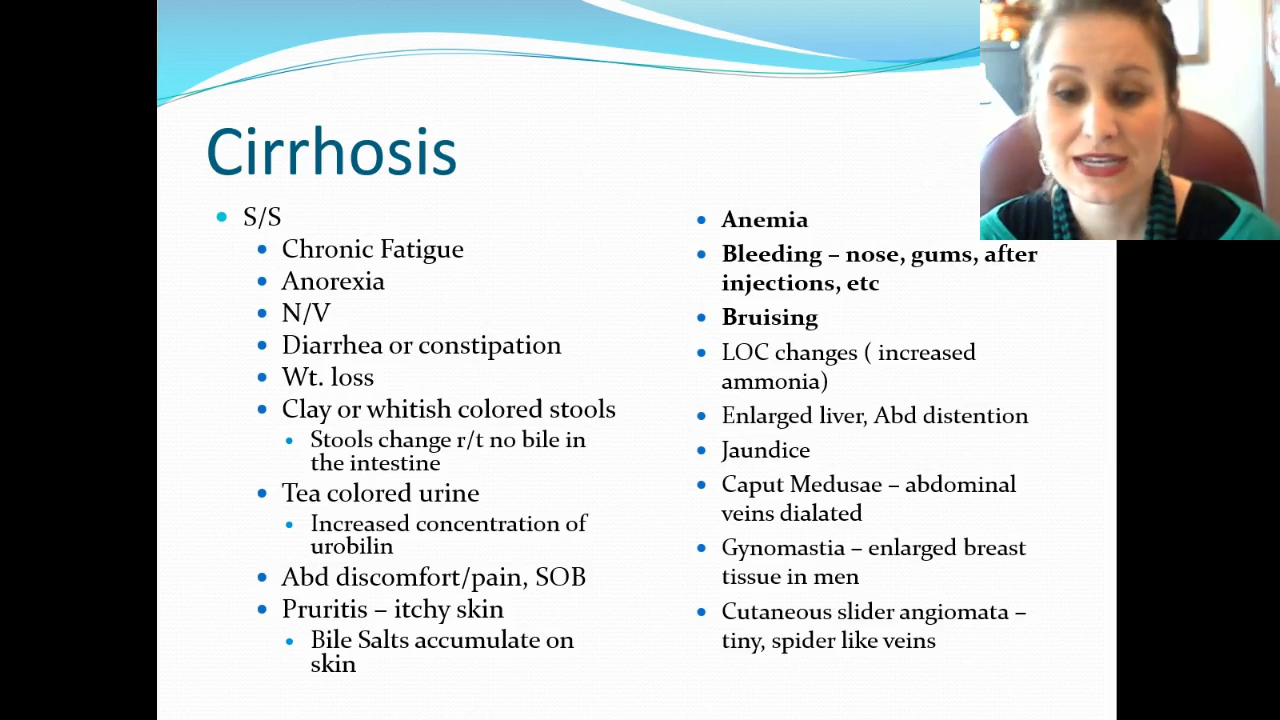 Cirrhosis
S/S
Chronic Fatigue
Anorexia
N/V
Diarrhea or constipation
Wt. loss
Clay or whitish colored stools
Stools change r/t no bile in
the intestine
Tea colored urine
Increased concentration of
urobilin
Abd discomfort/pain, SOB
Pruritis – itchy skin
Bile Salts accumulate on
skin
Anemia
Bleeding – nose, gums, after
injections, etc
Bruising
LOC changes ( increased
ammonia)
Enlarged liver, Abd distention
Jaundice
Caput Medusae – abdominal
veins dialated
Gynomastia – enlarged breast
tissue in men
Cutaneous slider angiomata –
tiny, spider like veins